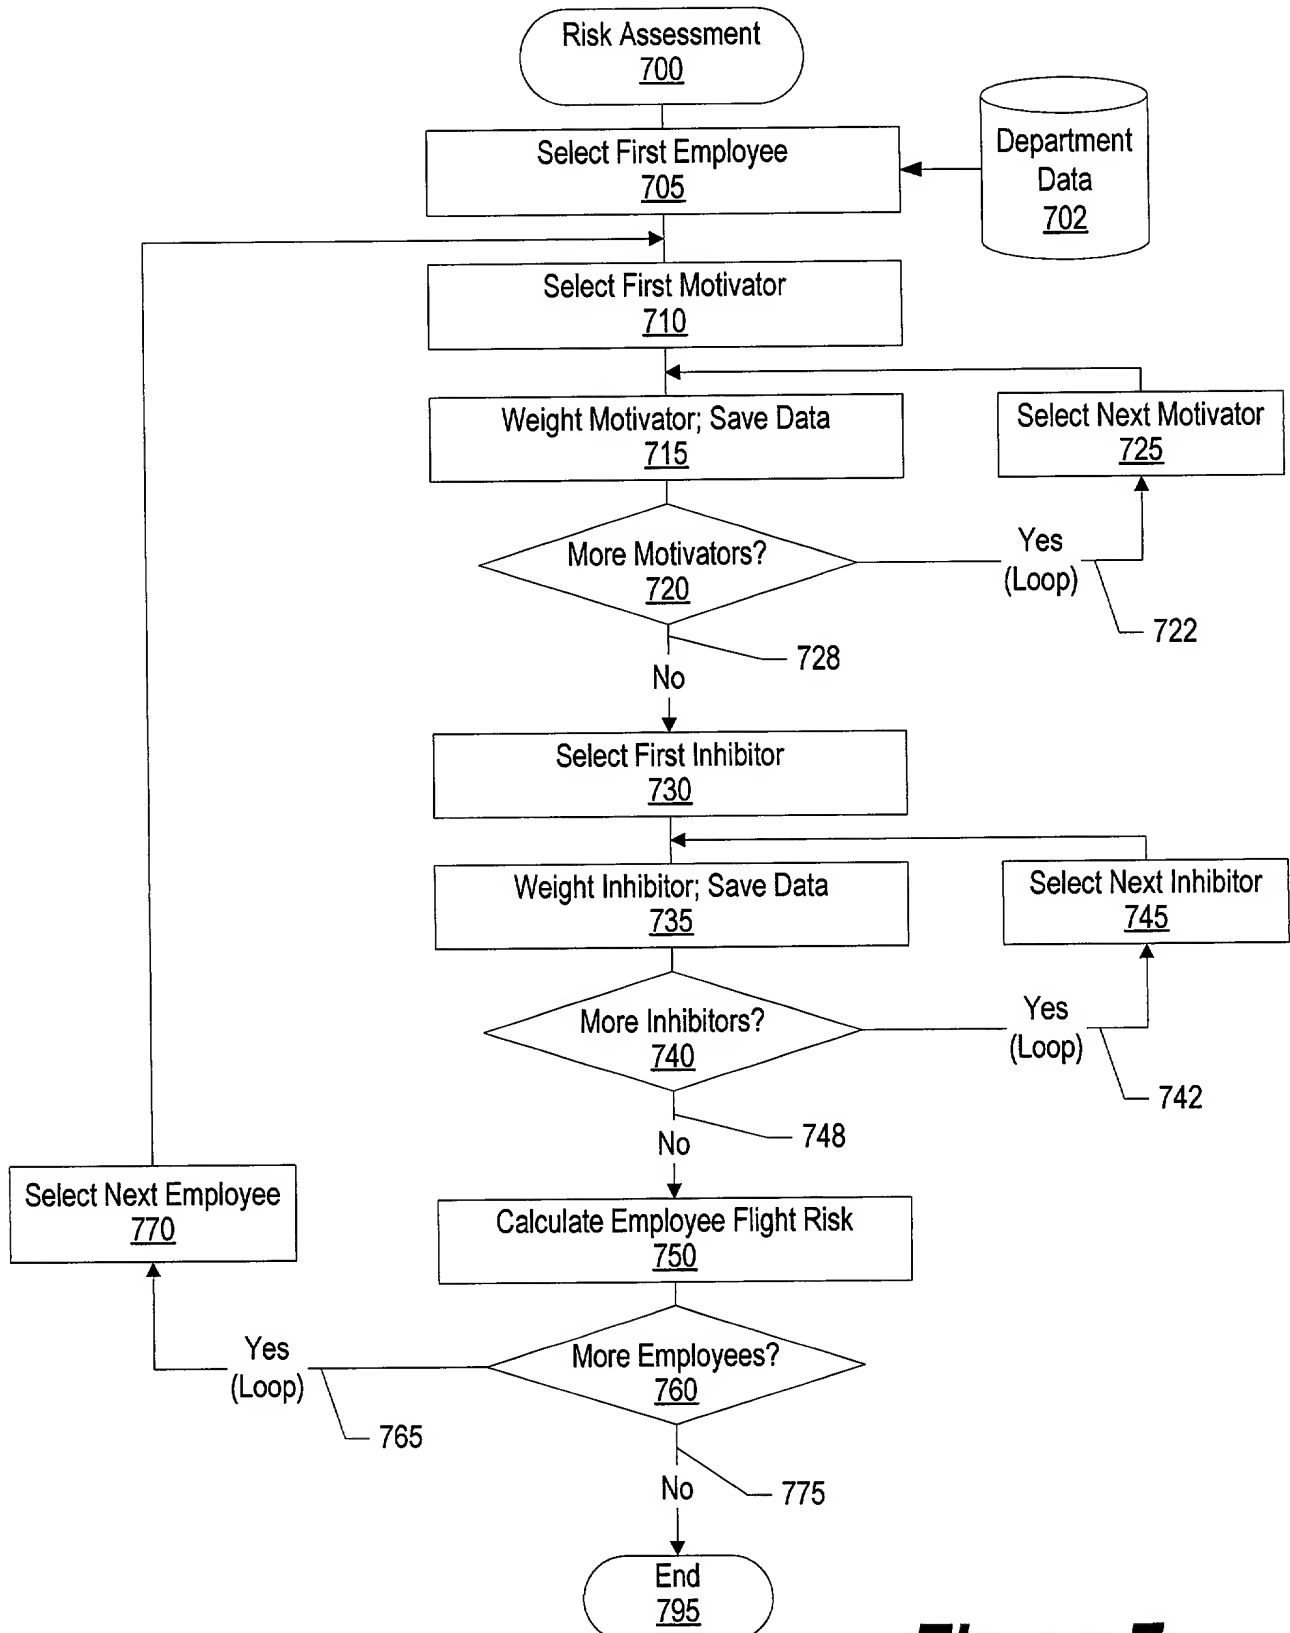 Risk Assessment
700
Department
Data
702
Select First Employee
705
Select First Motivator
710
Weight Motivator; Save Data
715
Select Next Motivator
725
More Motivators?
720
Yes
(Loop)
722
728
No
Select First Inhibitor
730
Weight Inhibitor; Save Data
735
Select Next Inhibitor
745
More Inhibitors?
740
Yes
(Loop)
742
748
No
Select Next Employee
770
Calculate Employee Flight Risk
750
More Employees?
760
Yes
(Loop)
765
775
No
End
795